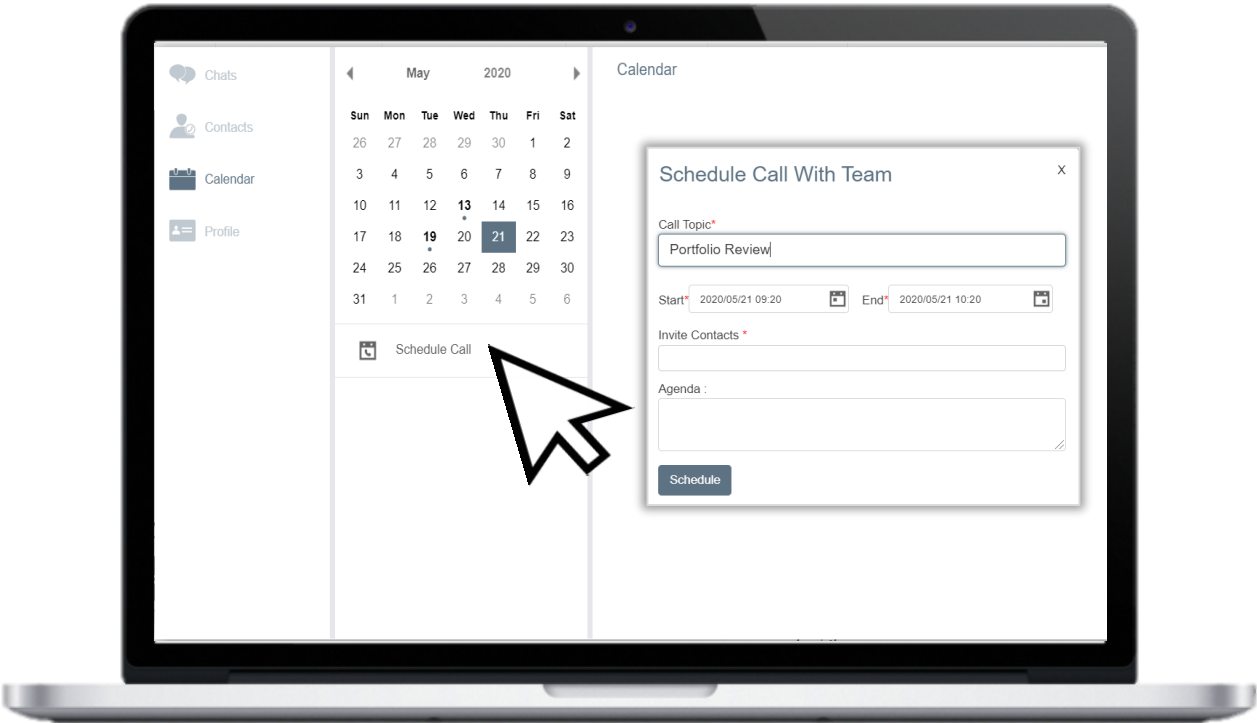 Chats
Contacts
Calendar
Profile
May 2020
Sun Mon Tue Wed Thu Fri Sat
26 27 28 29 30 1 2
3 4 5 6 7 8 9
10 11 12 13 14 15 16
17 18 19 20 21 22 23
24 25 26 27 28 29 30
31 1 2 3 4 5 6
Schedule Call
Calendar
Schedule Call With Team X
Call Topic*
Portfolio Review
Start* 2020/05/21 09:20 End* 2020/05/21 10:20
Invite Contacts *
Agenda :
Schedule